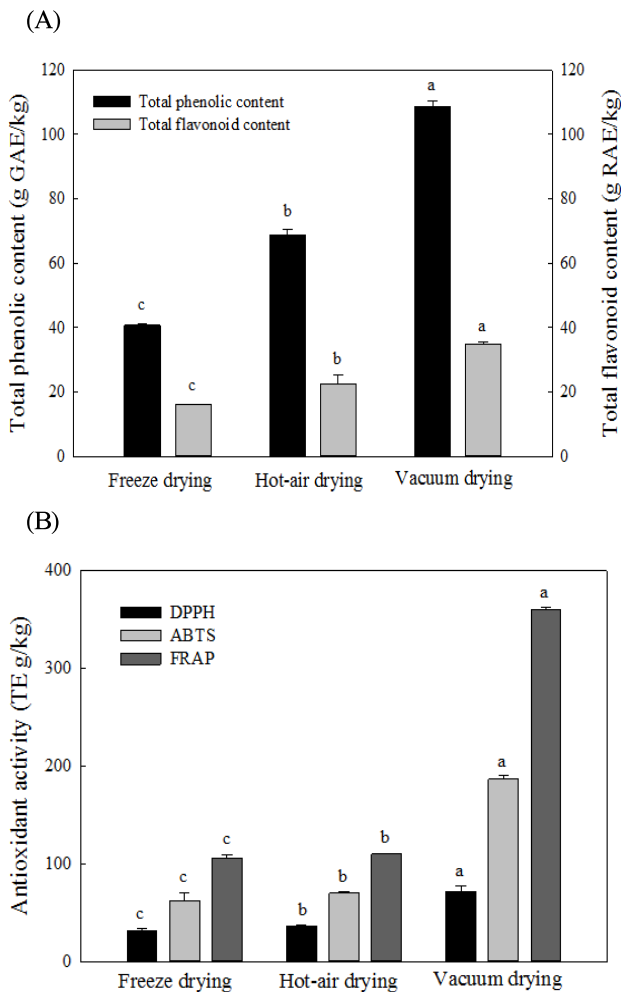 (A)
Total phenolic content (g GAE/kg)
120
100
80
60
40
20
0
Total phenolic content
Total flavonoid content
c
c
b
b
a
a
120
100
80
60
40
20
0
Total flavonoid content (g RAE/kg)
Freeze drying Hot-air drying Vacuum drying
(B)
Antioxidant activity (TE g/kg)
400
300
200
100
0
DPPH
ABTS
FRAP
c
c
c
b
b
b
a
a
a
Freeze drying Hot-air drying Vacuum drying